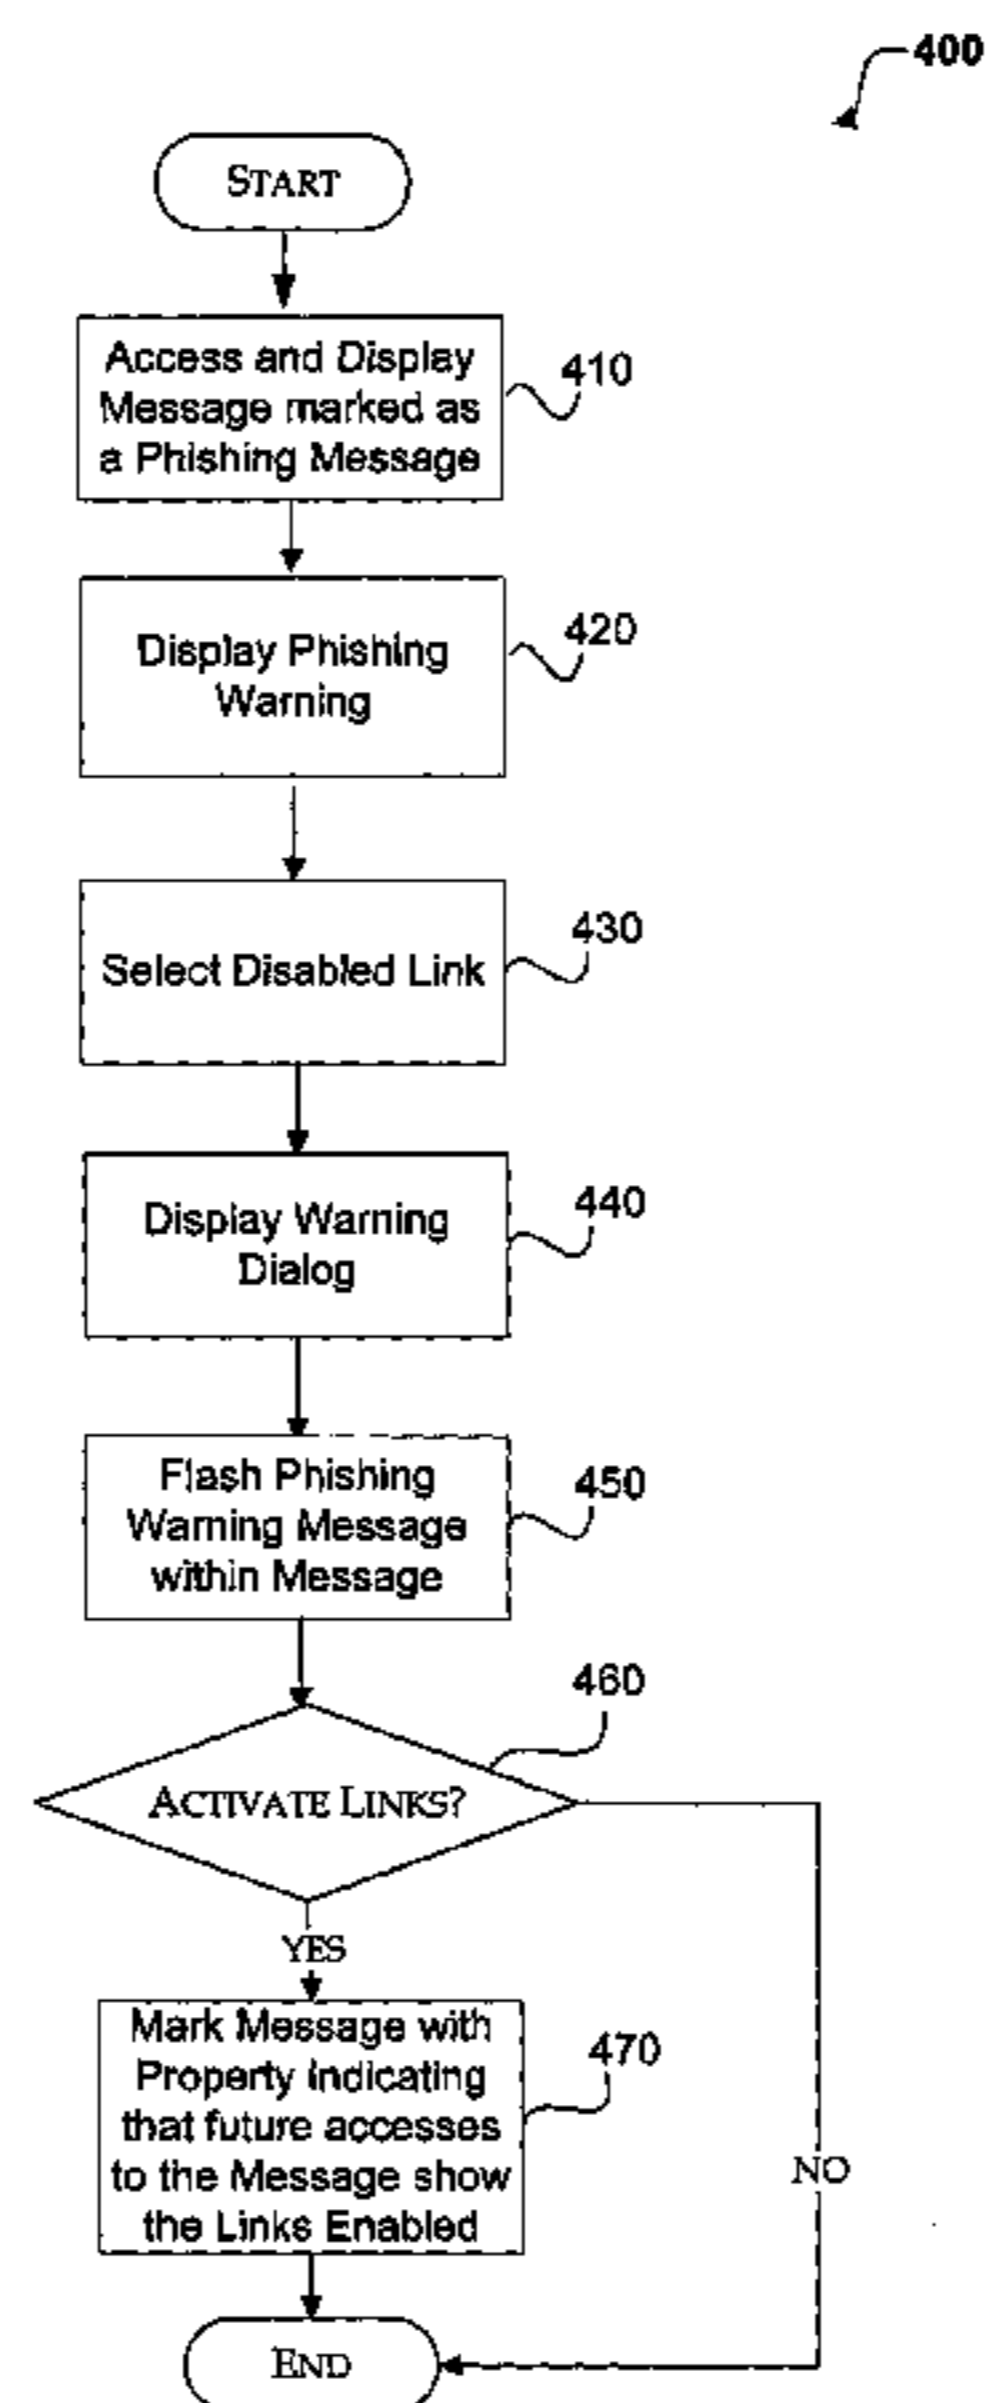 400
START
Access and Display
Message marked as
a Phishing Message
410
Display Phishing
Warning
420
Select Disabled Link
430
Display Warning
Dialog
440
Flash Phishing
Warning Message
within Message
450
460
ACTIVATE LINKS?
YES
Mark Message with
Property Indicating
that future accesses
to the Message show
the Links Enabled
470
NO
END